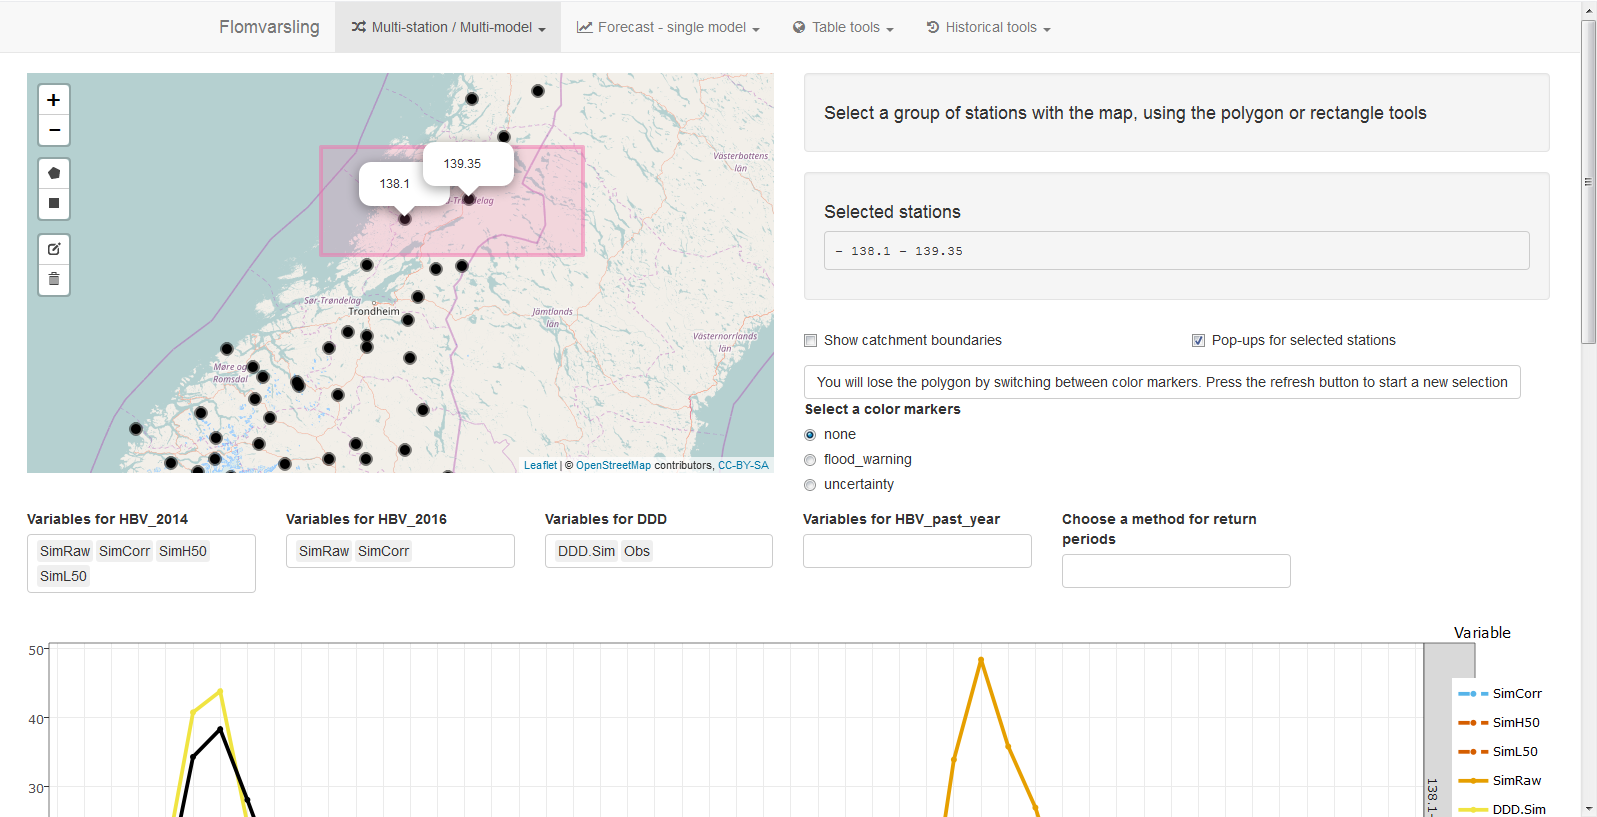 Flomvarsling
Multi-station / Multi-model
Forecast - single model
Table tools
Historical tools
+
−
139.35
138.1
d-Trøndelag
Västerbottens
län
Sør-Trøndelag
Trondheim
Jämtlands
län
Västernorrlands
län
Møre og
Romsdal
Leaflet | © OpenStreetMap contributors, CC-BY-SA
Select a group of stations with the map, using the polygon or rectangle tools
Selected stations
- 138.1 - 139.35
Show catchment boundaries
Pop-ups for selected stations
You will lose the polygon by switching between color markers. Press the refresh button to start a new selection
Select a color markers
none
flood_warning
uncertainty
Variables for HBV_2014
SimRaw SimCorr SimH50
SimL50
Variables for HBV_2016
SimRaw SimCorr
Variables for DDD
DDD.Sim Obs
Variables for HBV_past_year
Choose a method for return
periods
50
40
30
138.1-
Variable
SimCorr
SimH50
SimL50
SimRaw
DDD.Sim